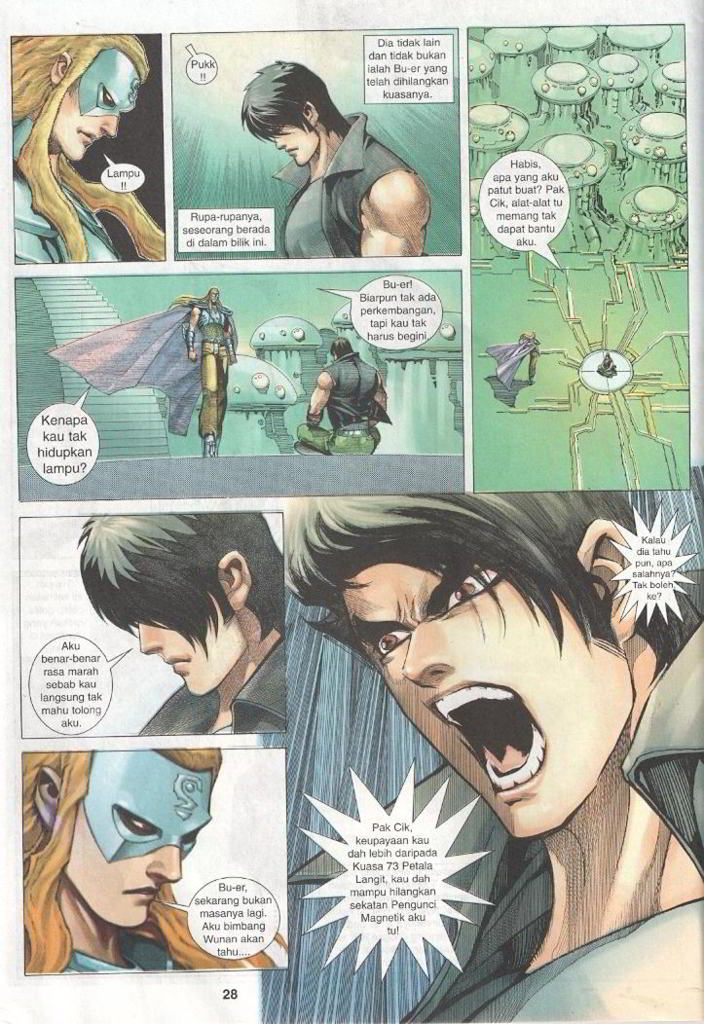 Lampu
!!
Pukk
!!
Dia tidak lain
dan tidak bukan
ialah Bu-er yang
telah dihilangkan
kuasanya.
Rupa-rupanya,
seseorang berada
di dalam bilik ini.
Habis,
apa yang aku
patut buat? Pak
Cik, alat-alat tu
memang tak
dapat bantu
aku.
Bu-er!
Biarpun tak ada
perkembangan,
tapi kau tak
harus begini.
Kenapa
kau tak
hidupkan
lampu?
Aku
benar-benar
rasa marah
sebab kau
langsung tak
mahu tolong
aku.
Kalau
dia tahu
pun, apa
salahnya?
Tak boleh
ke?
Bu-er,
sekarang bukan
masanya lagi.
Aku bimbang
Wunan akan
tahu....
Pak Cik,
keupayaan kau
dah lebih daripada
Kuasa 73 Petala
Langit, kau dah
mampu hilangkan
sekatan Pengunci
Magnetik aku
tu!
28